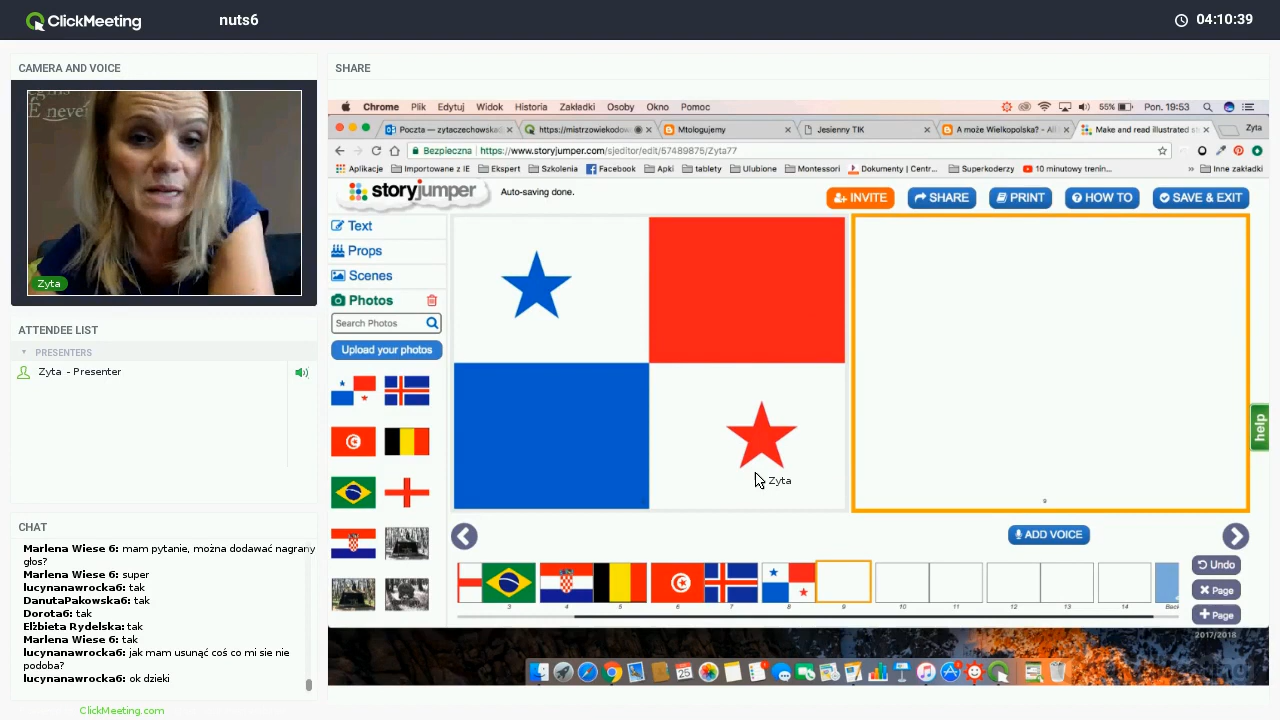 ClickMeeting
nuts6
04:10:39
CAMERA AND VOICE
SHARE
Zyta
ATTENDEE LIST
PRESENTERS
Zyta - Presenter
CHAT
Marlena Wiese 6: mam pytanie, można dodawać nagrany
głos?
Marlena Wiese 6: super
lucynanawrocka6: tak
DanutaPakowska6: tak
Dorota6: tak
Elżbieta Rydelska: tak
Marlena Wiese 6: tak
lucynanawrocka6: jak mam usunąć coś co mi sie nie
podoba?
lucynanawrocka6: ok dzieki
ClickMeeting.com
Chrome Plik Edytuj Widok Historia Zakładki Osoby Okno Pomoc
55% Pon. 19:53
Poczta — zytaczechowska
https://mistrzowiekodow
Mtologujemy
Jesienny TIK
A może Wielkopolska? - All
Make and read illustrated st
Zyta
Bezpieczna https://www.storyjumper.com/sjeditor/edit/57489875/Zyta77
Aplikacje Importowane z IE Ekspert Szkolenia Facebook Apki tablety Ulubione Montessori Dokumenty | Centr... Superkoderzy 10 minutowy trenin... » Inne zakładki
storyjumper
Auto-saving done.
INVITE
SHARE
PRINT
HOW TO
SAVE & EXIT
Text
Props
Scenes
Photos
Search Photos
Upload your photos
Zyta
9
help
ADD VOICE
3 4 5 6 7 8 9 10 11 12 13 14 Back
Undo
Page
Page
2017/2018
25